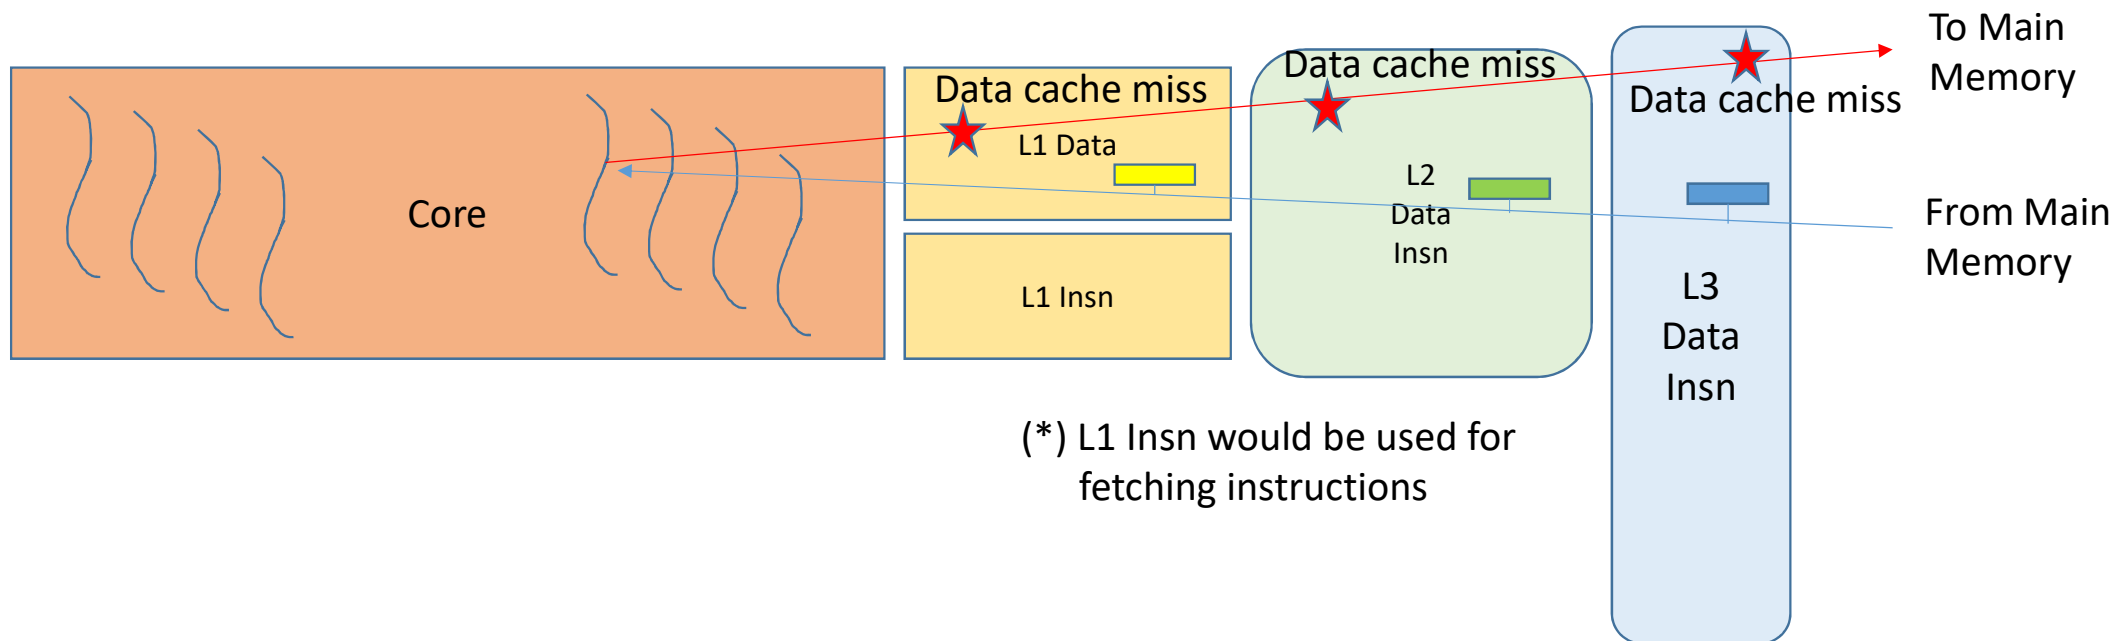 Core
Data cache miss
L1 Data
L1 Insn
Data cache miss
L2
Data
Insn
Data cache miss
L3
Data
Insn
To Main
Memory
From Main
Memory
(*) L1 Insn would be used for
fetching instructions